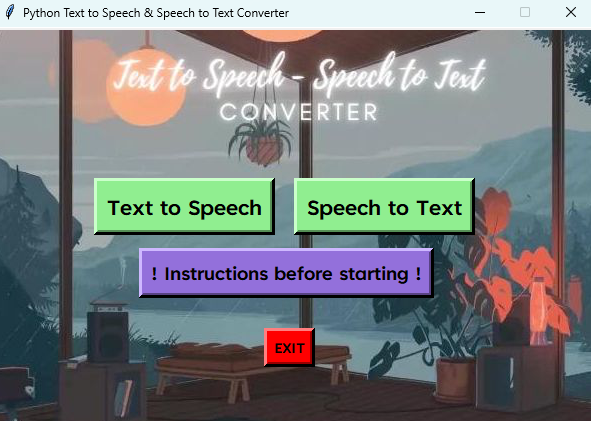 Python Text to Speech & Speech to Text Converter
Text to Speech - Speech to Text
CONVERTER
Text to Speech
Speech to Text
! Instructions before starting !
EXIT